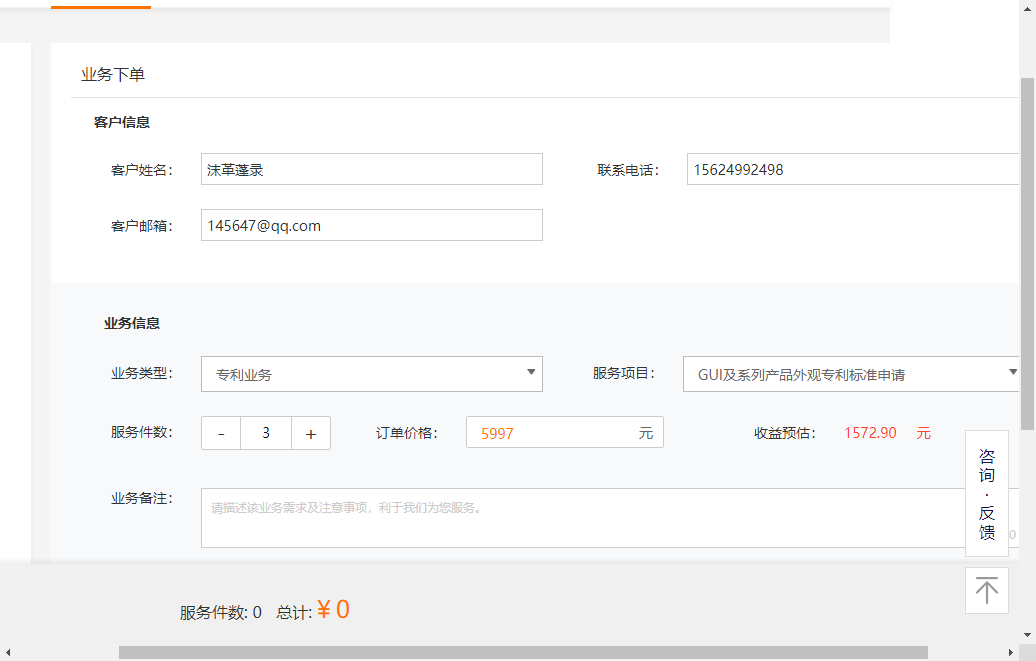 业务下单
客户信息
客户姓名： 沫革蓬录 联系电话： 15624992498
客户邮箱： 145647@qq.com
业务信息
业务类型： 专利业务 服务项目： GUI及系列产品外观专利标准申请
服务件数： - 3 + 订单价格： 5997 元 收益预估： 1572.90 元
业务备注： 请描述该业务需求及注意事项，利于我们为您服务。
0
咨
询
·
反
馈
服务件数: 0 总计: ¥ 0